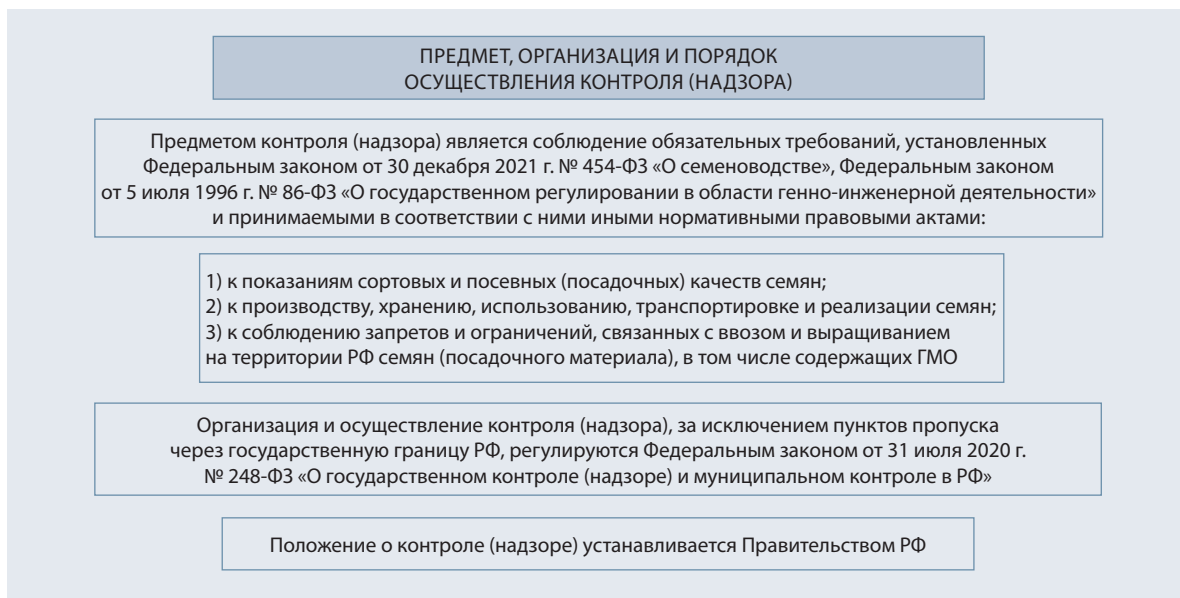 ПРЕДМЕТ, ОРГАНИЗАЦИЯ И ПОРЯДОК
ОСУЩЕСТВЛЕНИЯ КОНТРОЛЯ (НАДЗОРА)
Предметом контроля (надзора) является соблюдение обязательных требований, установленных
Федеральным законом от 30 декабря 2021 г. № 454-ФЗ «О семеноводстве», Федеральным законом
от 5 июля 1996 г. № 86-ФЗ «О государственном регулировании в области генно-инженерной деятельности»
и принимаемыми в соответствии с ними иными нормативными правовыми актами:
1) к показаниям сортовых и посевных (посадочных) качеств семян;
2) к производству, хранению, использованию, транспортировке и реализации семян;
3) к соблюдению запретов и ограничений, связанных с ввозом и выращиванием
на территории РФ семян (посадочного материала), в том числе содержащих ГМО
Организация и осуществление контроля (надзора), за исключением пунктов пропуска
через государственную границу РФ, регулируются Федеральным законом от 31 июля 2020 г.
№ 248-ФЗ «О государственном контроле (надзоре) и муниципальном контроле в РФ»
Положение о контроле (надзоре) устанавливается Правительством РФ